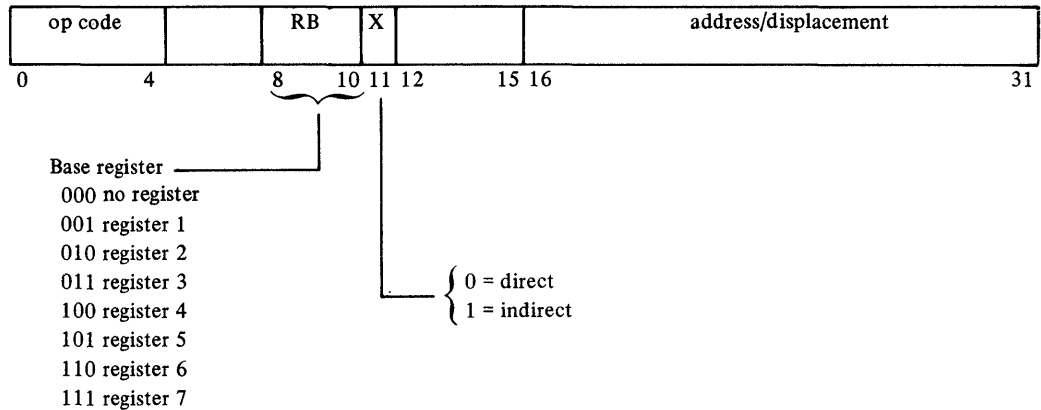 op code RB X address/displacement
0 4 8 10 11 12 15 16 31
Base register
000 no register
001 register 1
010 register 2
011 register 3
0 = direct
100 register 4
1 = indirect
101 register 5
110 register 6
111 register 7